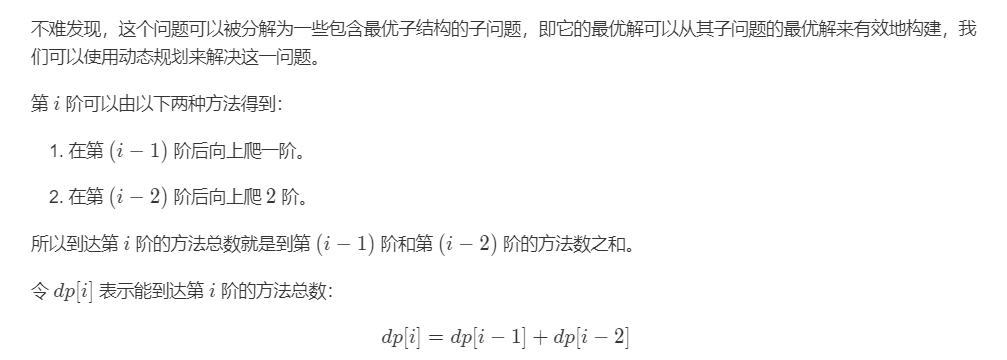 不难发现，这个问题可以被分解为一些包含最优子结构的子问题，即它的最优解可以从其子问题的最优解来有效地构建，我
们可以使用动态规划来解决这一问题。
第 i 阶可以由以下两种方法得到：
1. 在第 (i − 1) 阶后向上爬一阶。
2. 在第 (i − 2) 阶后向上爬 2 阶。
所以到达第 i 阶的方法总数就是到第 (i − 1) 阶和第 (i − 2) 阶的方法数之和。
令 dp[i] 表示能到达第 i 阶的方法总数：
dp[i] = dp[i − 1] + dp[i − 2]